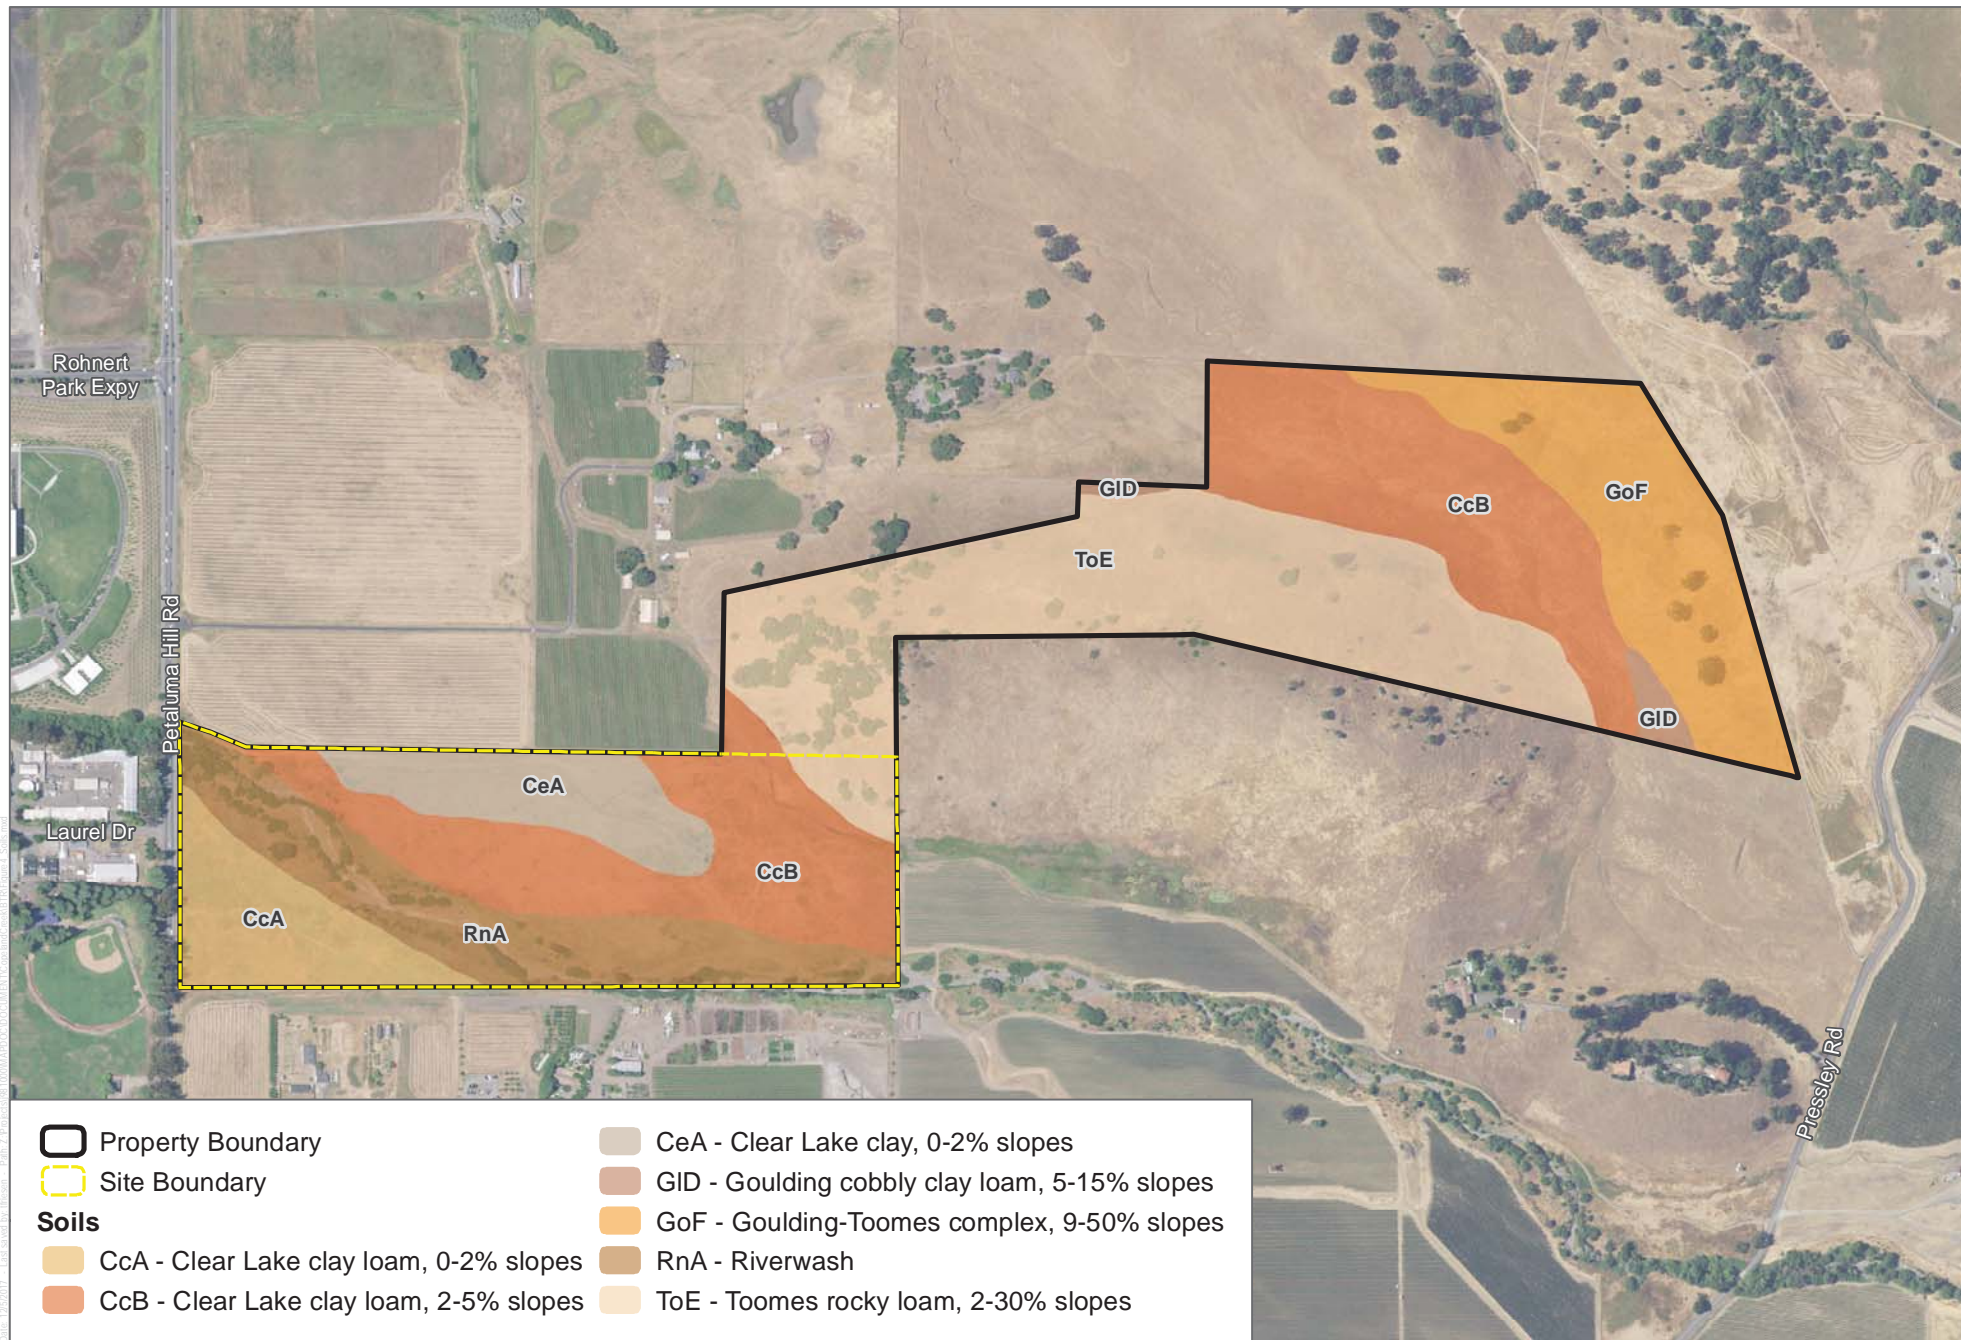 Rohnert
Park Expy
Petaluma Hill Rd
Laurel Dr
GlD
CcB
GoF
ToE
GlD
CeA
CcB
CcA
RnA
Pressley Rd
Property Boundary
Site Boundary
Soils
CcA - Clear Lake clay loam, 0-2% slopes
CcB - Clear Lake clay loam, 2-5% slopes
CeA - Clear Lake clay, 0-2% slopes
GlD - Goulding cobbly clay loam, 5-15% slopes
GoF - Goulding-Toomes complex, 9-50% slopes
RnA - Riverwash
ToE - Toomes rocky loam, 2-30% slopes